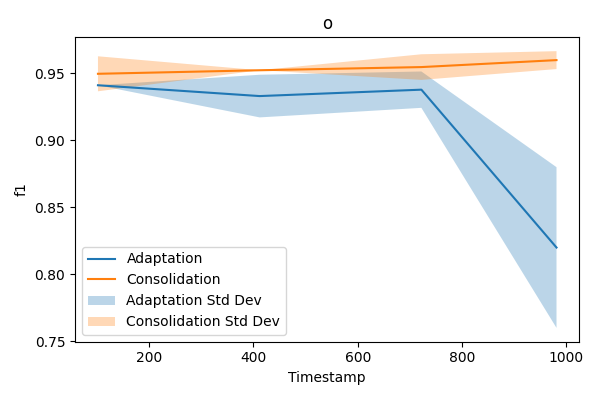 o
f1
0.95
0.90
0.85
0.80
0.75
Adaptation
Consolidation
Adaptation Std Dev
Consolidation Std Dev
200
400
600
800
1000
Timestamp